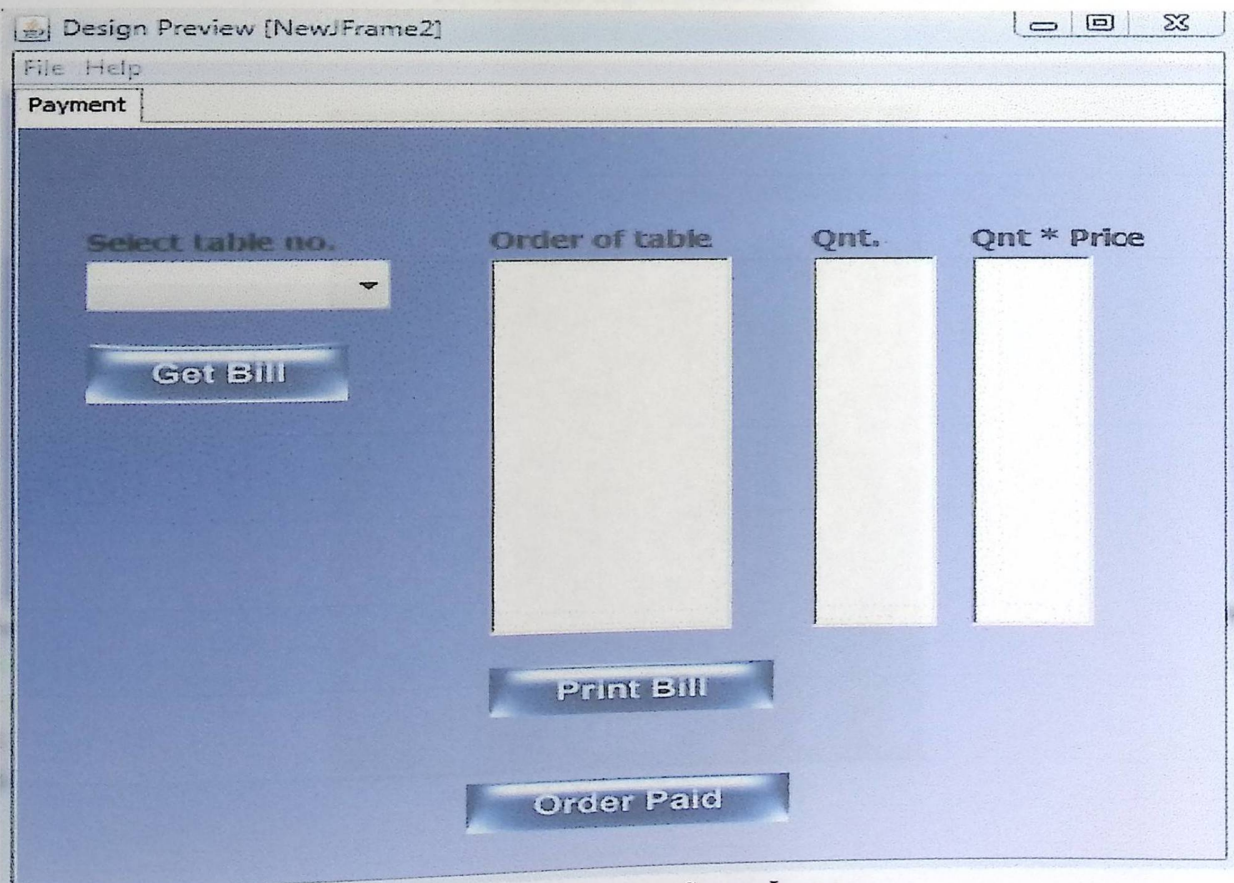 Design Preview [NewJFrame2]
File Help
Payment
Select table no.
Order of table
Qnt.
Qnt * Price
Get Bill
Print Bill
Order Paid